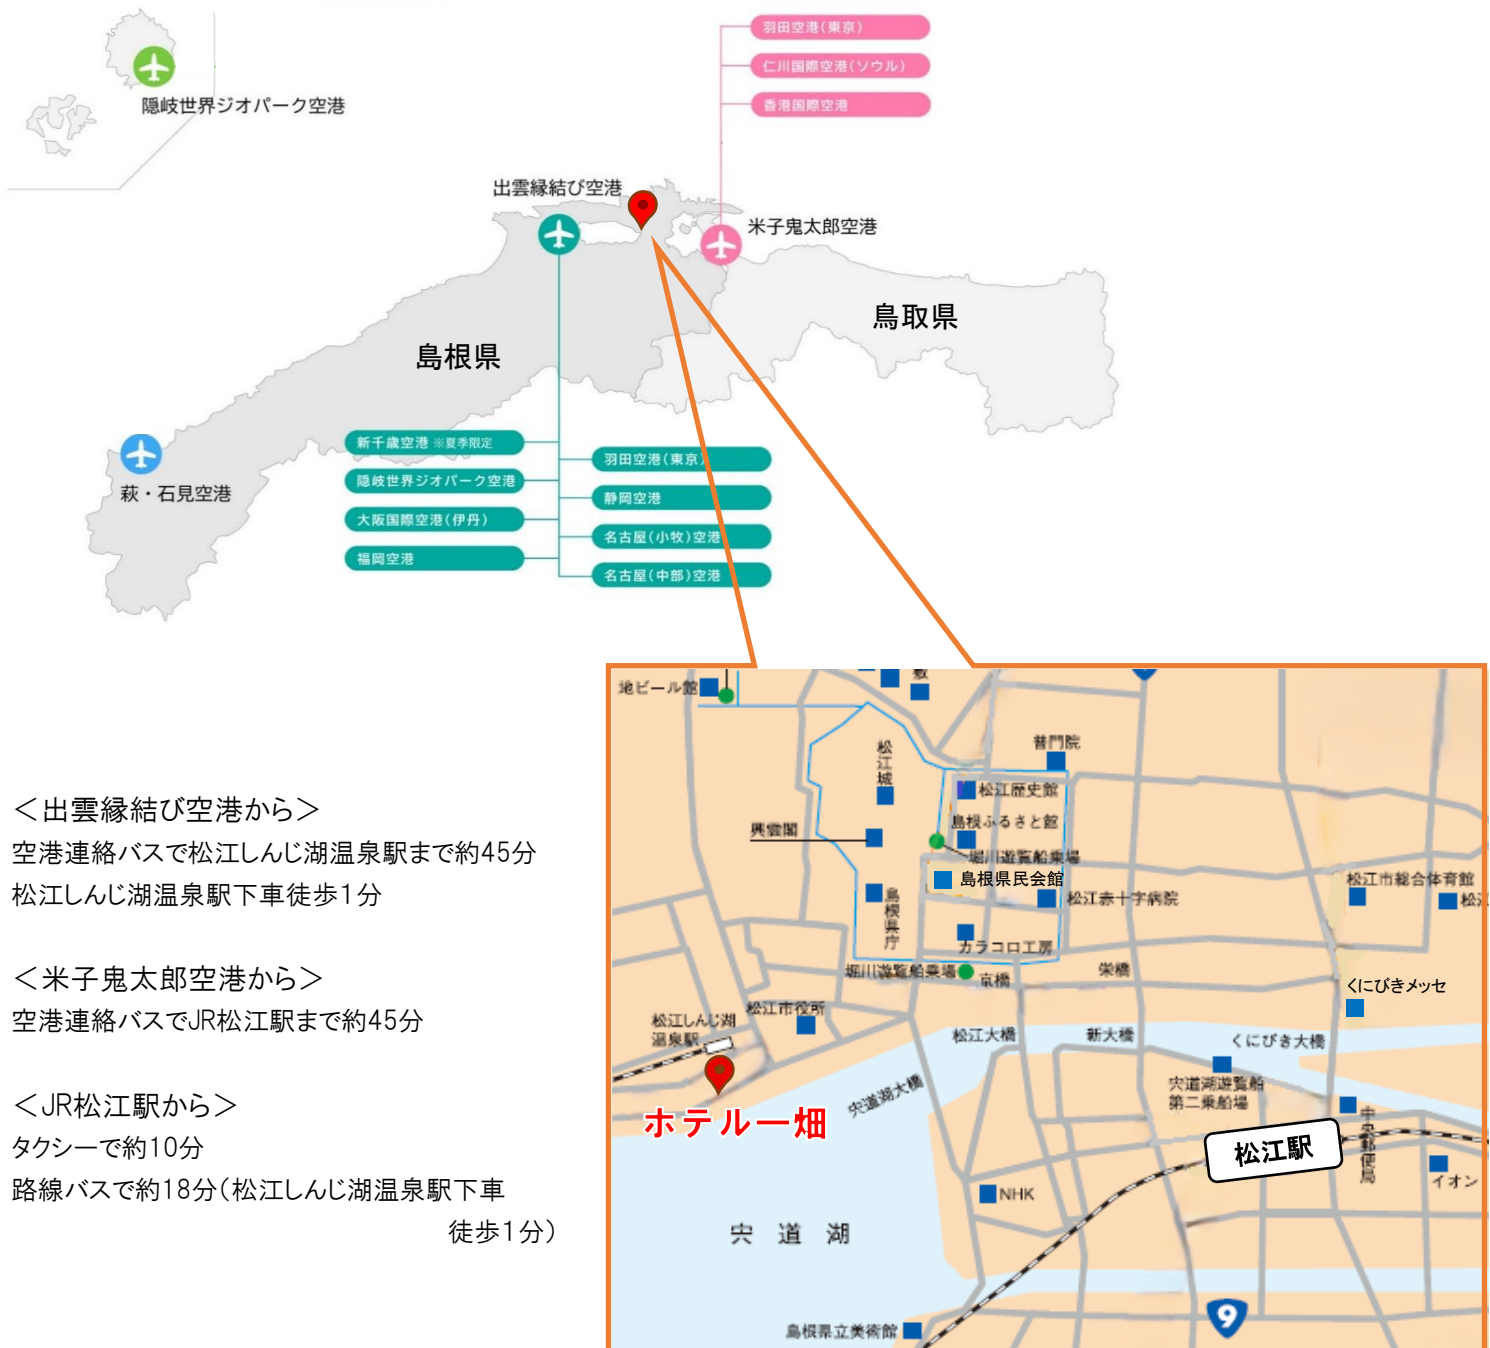 羽田空港(東京)
仁川国際空港(ソウル)
香港国際空港
隠岐世界ジオパーク空港
出雲縁結び空港
米子鬼太郎空港
鳥取県
島根県
萩・石見空港
新千歳空港 ※夏季限定
隠岐世界ジオパーク空港
大阪国際空港(伊丹)
福岡空港
羽田空港(東京)
静岡空港
名古屋(小牧)空港
名古屋(中部)空港
＜出雲縁結び空港から＞
空港連絡バスで松江しんじ湖温泉駅まで約45分
松江しんじ湖温泉駅下車徒歩1分
＜米子鬼太郎空港から＞
空港連絡バスでJR松江駅まで約45分
＜JR松江駅から＞
タクシーで約10分
路線バスで約18分（松江しんじ湖温泉駅下車
徒歩1分）
地ビール館
松江城
普門院
松江歴史館
興雲閣
島根ふるさと館
堀川遊覧船乗場
島根県民会館
島根県庁
松江赤十字病院
松江市総合体育館
カラコロ工房
堀川遊覧船乗場
京橋
栄橋
くにびきメッセ
松江市役所
松江しんじ湖
温泉駅
松江大橋
新大橋
くにびき大橋
宍道湖大橋
宍道湖遊覧船
第二乗船場
ホテル一畑
中央郵便局
松江駅
イオン
NHK
宍道湖
島根県立美術館
9